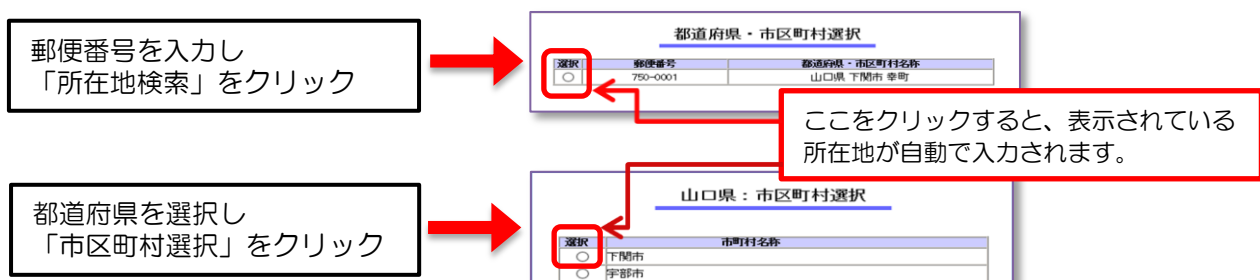 郵便番号を入力し
「所在地検索」をクリック
都道府県・市区町村選択
選択 郵便番号 都道府県・市区町村名称
750-0001 山口県 下関市 幸町
ここをクリックすると、表示されている
所在地が自動で入力されます。
都道府県を選択し
「市区町村選択」をクリック
山口県：市区町村選択
選択 市町村名称
下関市
宇部市